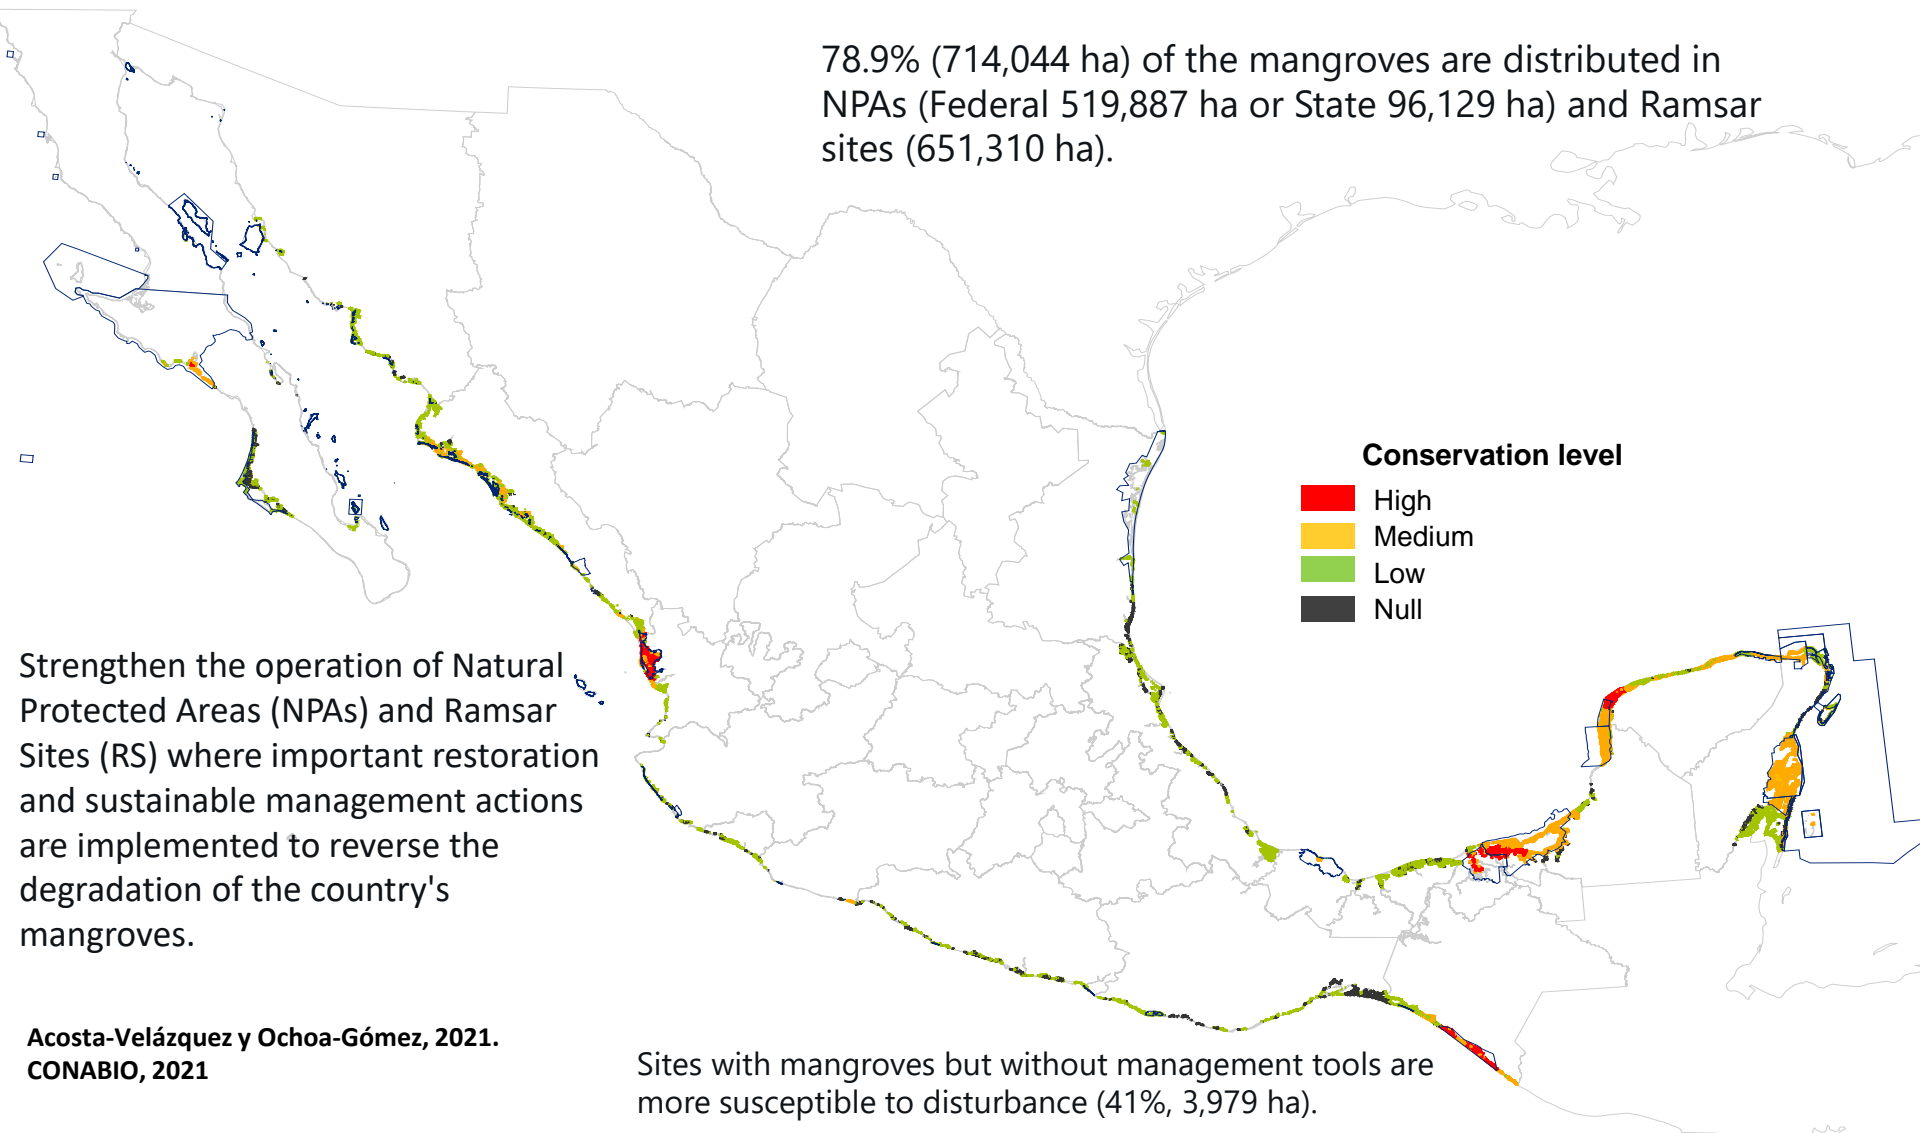 78.9% (714,044 ha) of the mangroves are distributed in
NPAs (Federal 519,887 ha or State 96,129 ha) and Ramsar
sites (651,310 ha).
Conservation level
High
Medium
Low
Null
Strengthen the operation of Natural
Protected Areas (NPAs) and Ramsar
Sites (RS) where important restoration
and sustainable management actions
are implemented to reverse the
degradation of the country's
mangroves.
Acosta-Velázquez y Ochoa-Gómez, 2021.
CONABIO, 2021
Sites with mangroves but without management tools are
more susceptible to disturbance (41%, 3,979 ha).